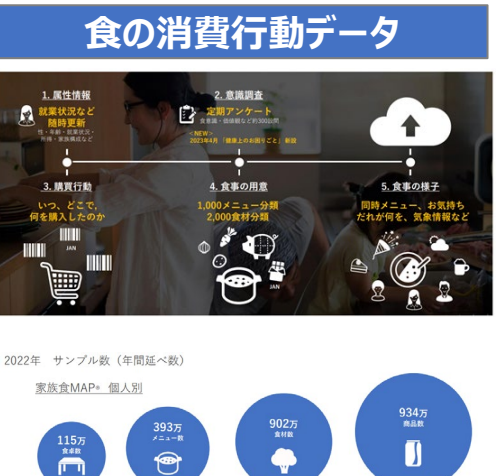 食の消費行動データ
1. 属性情報
就業状況など
随時更新
性・年齢・就業状況・
所得・家族構成など
2. 意識調査
定期アンケート
食意識・価値観など約300設問
<NEW>
2023年4月「健康上のお困りごと」新設
3. 購買行動
いつ、どこで、
何を購入したのか
JAN
4. 食事の用意
1,000メニュー分類
2,000食材分類
JAN
5. 食事の様子
同時メニュー、お気持ち
だれが何を、気象情報など
2022年 サンプル数（年間延べ数）
家族食MAP® 個人別
115万
食卓数
393万
メニュー数
902万
食材数
934万
商品数